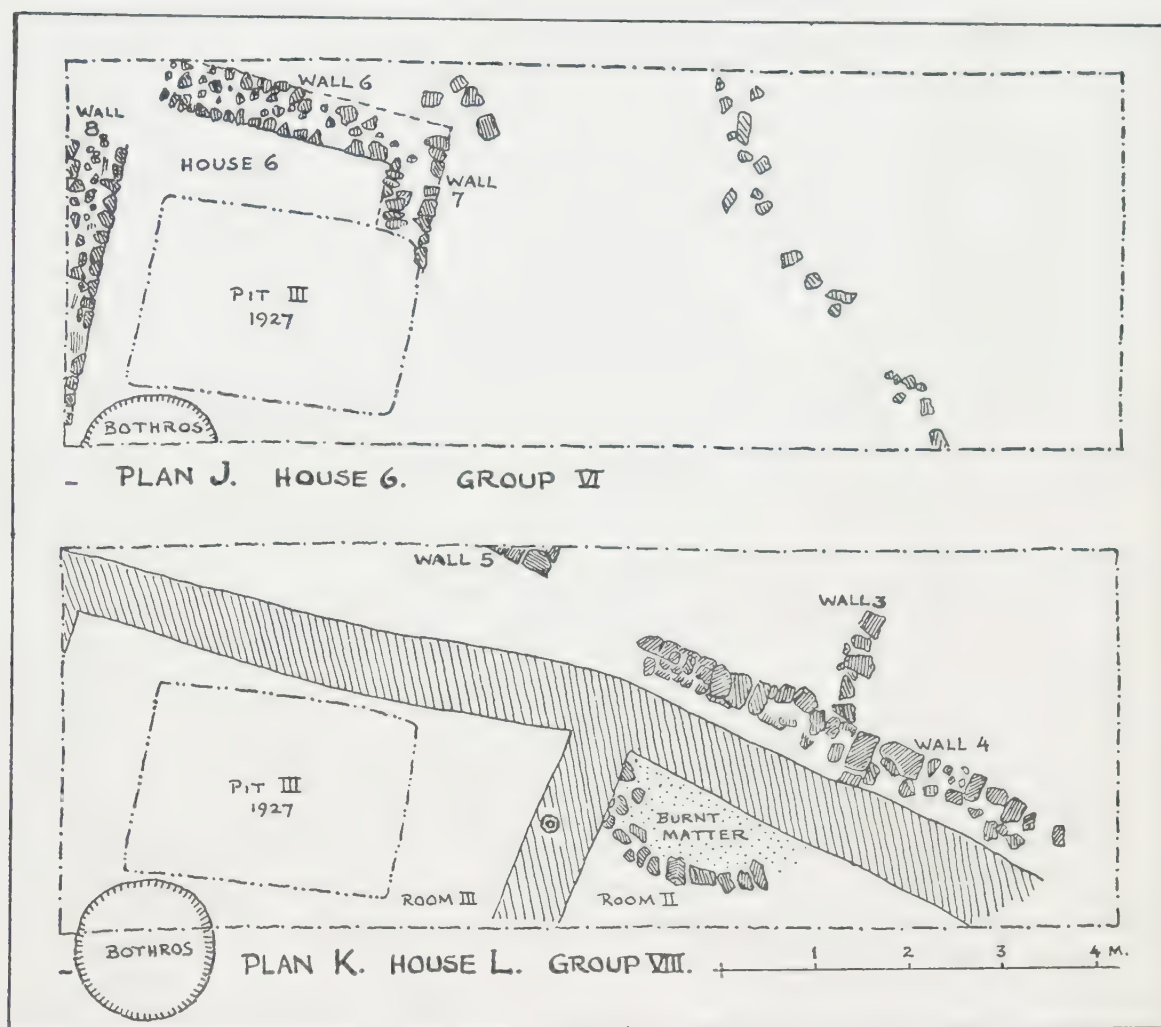 WALL 6
WALL
8
HOUSE 6
WALL
7
PIT III
1927
BOTHROS
PLAN J. HOUSE 6. GROUP VI
WALL 5
WALL 3
WALL 4
PIT III
1927
BURNT
MATTER
ROOM III
ROOM II
BOTHROS
PLAN K. HOUSE L. GROUP VIII.
1 2 3 4 M.